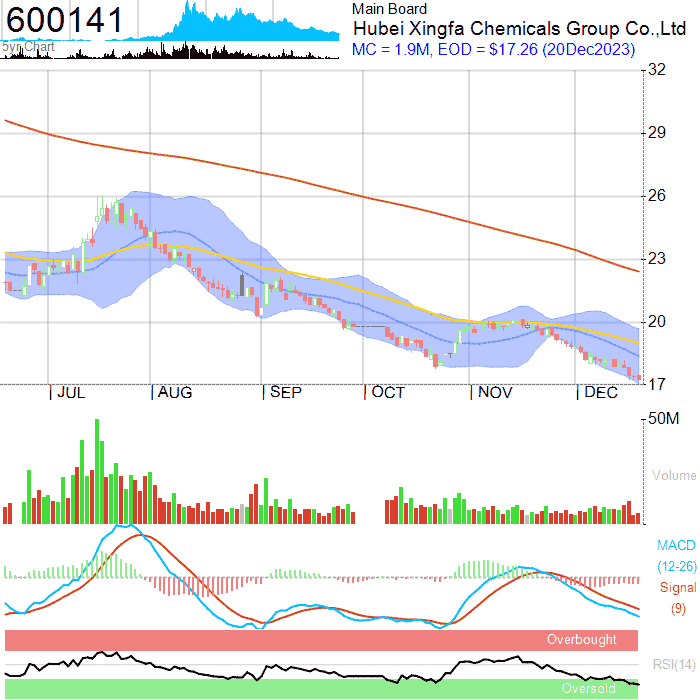 600141
5yr Chart
Main Board
Hubei Xingfa Chemicals Group Co.,Ltd
MC = 1.9M, EOD = $17.26 (20Dec2023)
32
29
26
23
20
17
JUL AUG SEP OCT NOV DEC
50M
Volume
MACD
(12-26)
Signal
(9)
Overbought
RSI(14)
Oversold